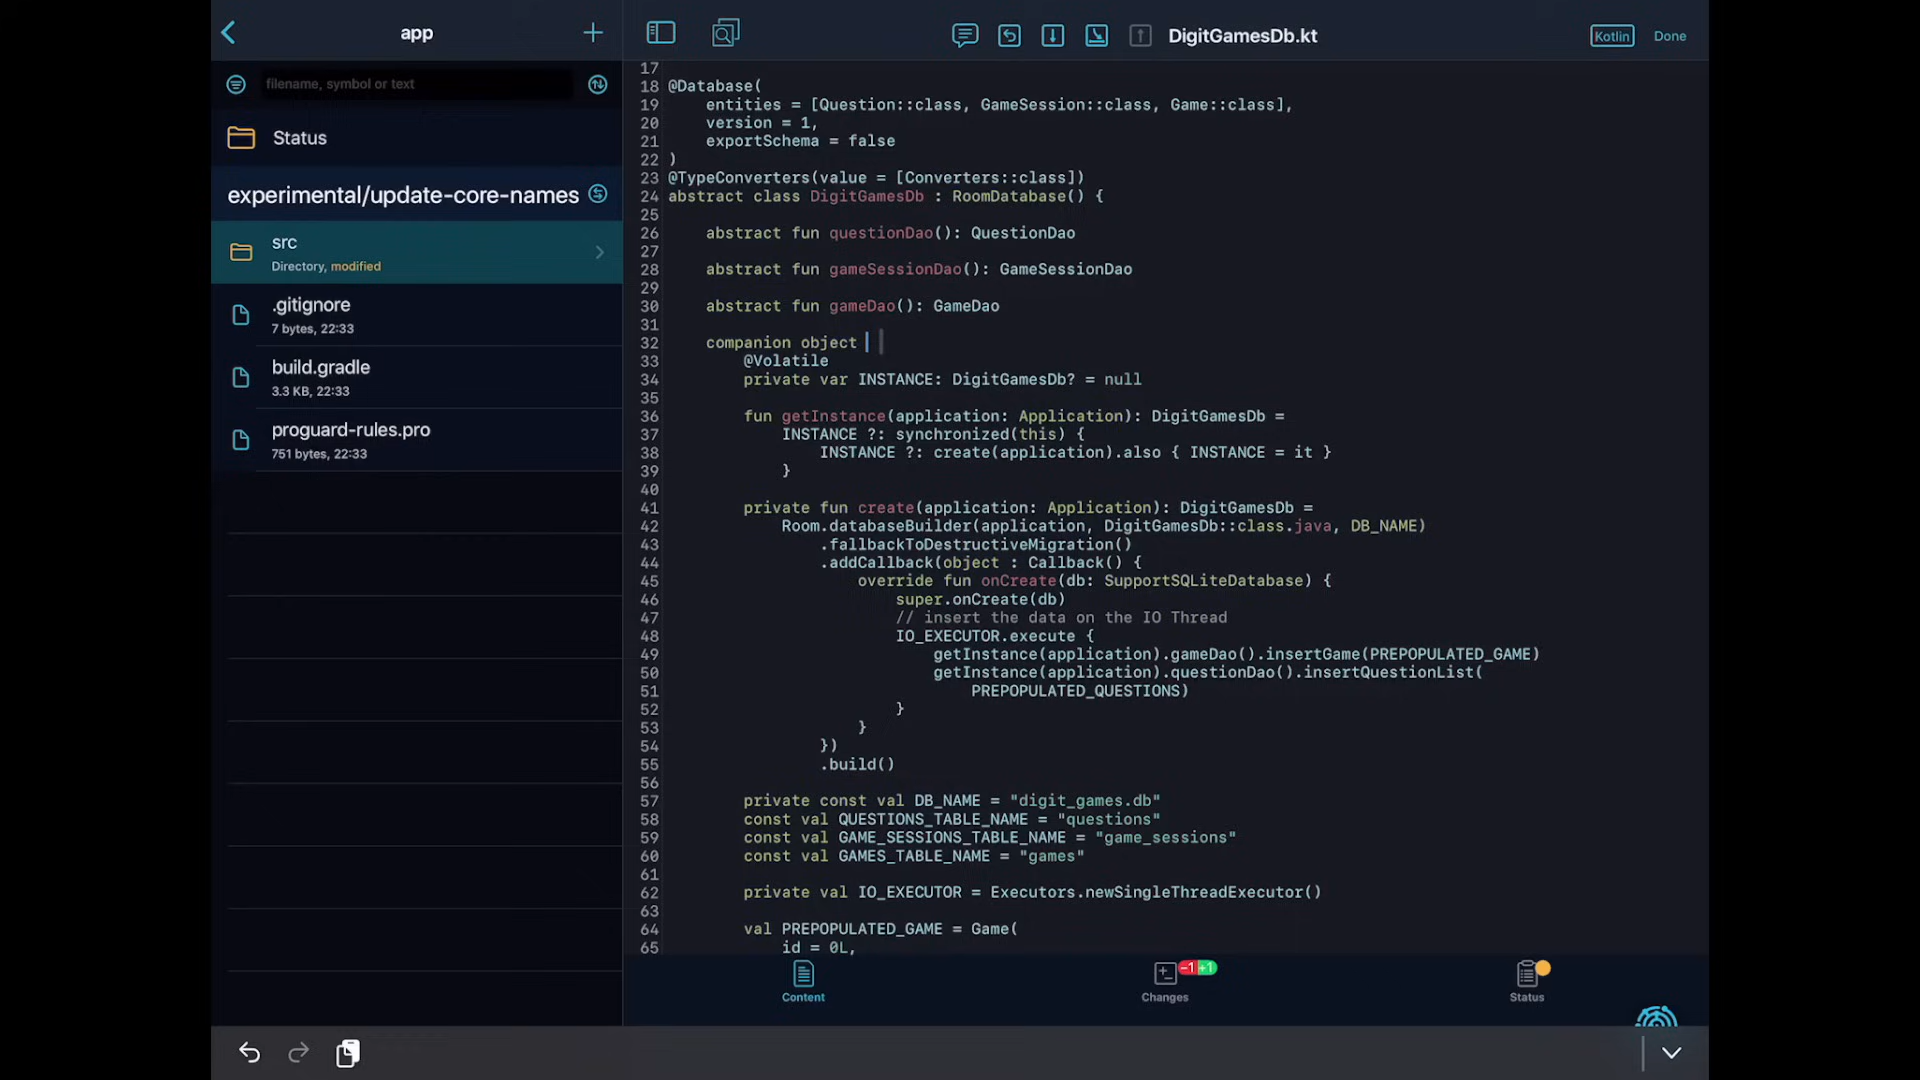 app
filename, symbol or text
Status
experimental/update-core-names
src
Directory, modified
.gitignore
7 bytes, 22:33
build.gradle
3.3 KB, 22:33
proguard-rules.pro
751 bytes, 22:33
DigitGamesDb.kt
Kotlin
Done
17
18 @Database(
19 entities = [Question::class, GameSession::class, Game::class],
20 version = 1,
21 exportSchema = false
22 )
23 @TypeConverters(value = [Converters::class])
24 abstract class DigitGamesDb : RoomDatabase() {
25
26 abstract fun questionDao(): QuestionDao
27
28 abstract fun gameSessionDao(): GameSessionDao
29
30 abstract fun gameDao(): GameDao
31
32 companion object
33 @Volatile
34 private var INSTANCE: DigitGamesDb? = null
35
36 fun getInstance(application: Application): DigitGamesDb =
37 INSTANCE ?: synchronized(this) {
38 INSTANCE ?: create(application).also { INSTANCE = it }
39 }
40
41 private fun create(application: Application): DigitGamesDb =
42 Room.databaseBuilder(application, DigitGamesDb::class.java, DB_NAME)
43 .fallbackToDestructiveMigration()
44 .addCallback(object : Callback() {
45 override fun onCreate(db: SupportSQLiteDatabase) {
46 super.onCreate(db)
47 // insert the data on the IO Thread
48 IO_EXECUTOR.execute {
49 getInstance(application).gameDao().insertGame(PREPOPULATED_GAME)
50 getInstance(application).questionDao().insertQuestionList(
51 PREPOPULATED_QUESTIONS)
52 }
53 }
54 })
55 .build()
56
57 private const val DB_NAME = "digit_games.db"
58 const val QUESTIONS_TABLE_NAME = "questions"
59 const val GAME_SESSIONS_TABLE_NAME = "game_sessions"
60 const val GAMES_TABLE_NAME = "games"
61
62 private val IO_EXECUTOR = Executors.newSingleThreadExecutor()
63
64 val PREPOPULATED_GAME = Game(
65 id = 0L,
Content
-1 +1
Changes
Status